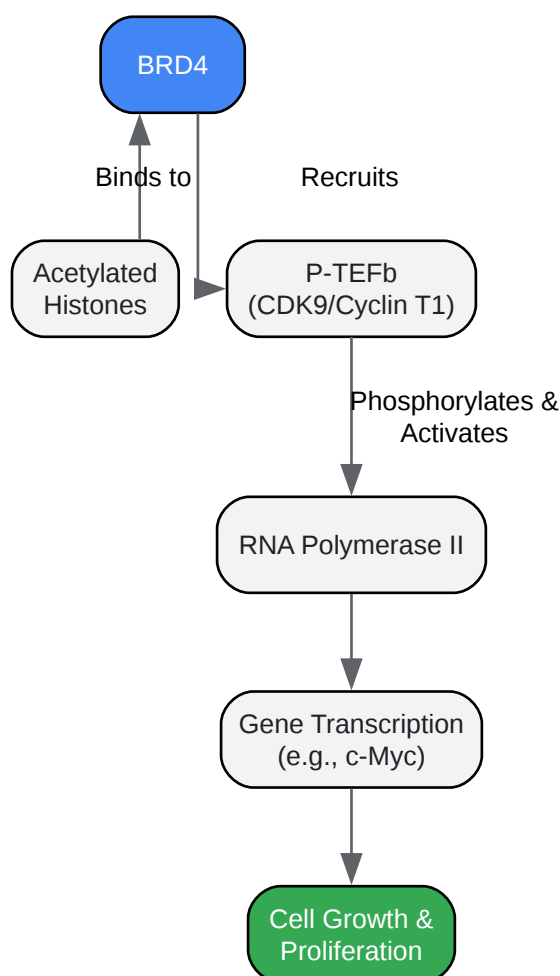 BRD4
Binds to
Recruits
Acetylated
Histones
P-TEFb
(CDK9/Cyclin T1)
Phosphorylates &
Activates
RNA Polymerase II
Gene Transcription
(e.g., c-Myc)
Cell Growth &
Proliferation